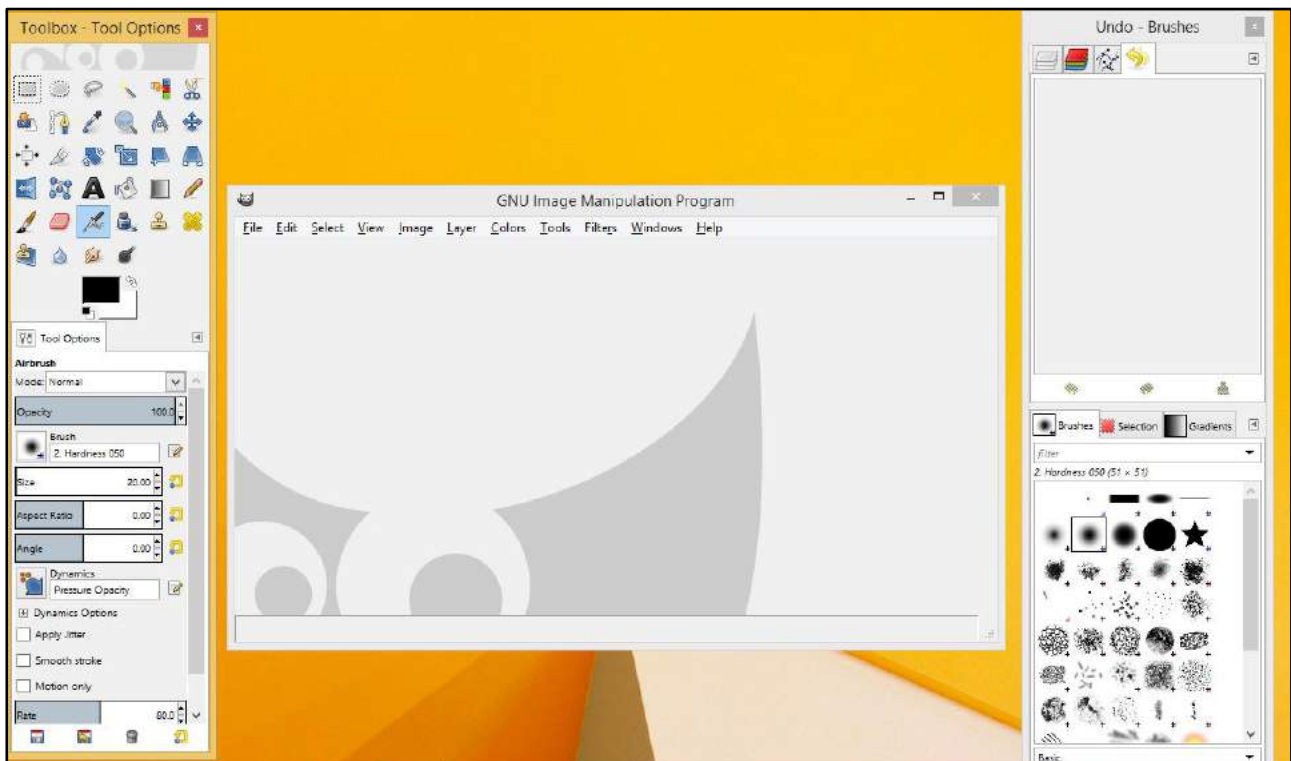 Toolbox - Tool Options
Tool Options
Airbrush
Mode: Normal
Opacity 100.0
Brush
2. Hardness 050
Size 20.00
Aspect Ratio 0.00
Angle 0.00
Dynamics
Pressure Opacity
Dynamics Options
Apply Jitter
Smooth stroke
Motion only
Rate 80.0
GNU Image Manipulation Program
File Edit Select View Image Layer Colors Tools Filters Windows Help
Undo - Brushes
Brushes Selection Gradients
filter
2. Hardness 050 (51 × 51)
Basic